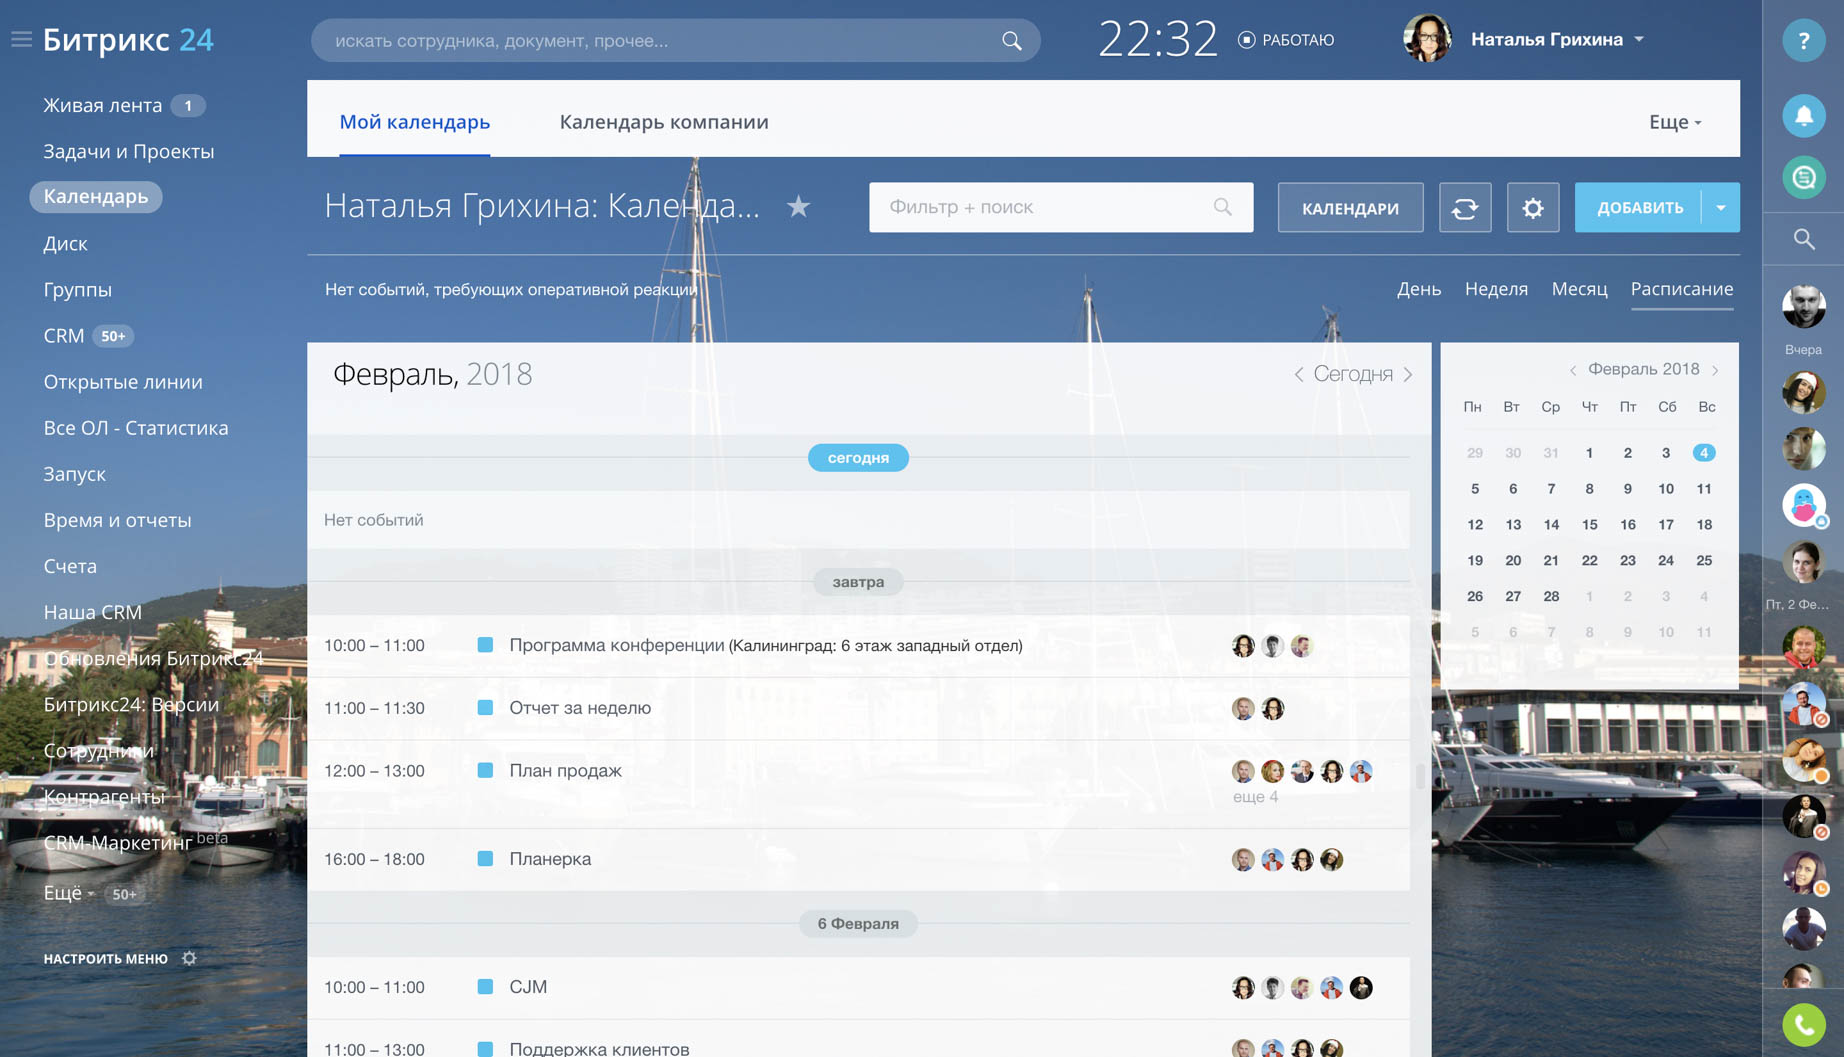 Битрикс 24
искать сотрудника, документ, прочее...
22:32
РАБОТАЮ
Наталья Грихина
?
Живая лента 1
Задачи и Проекты
Календарь
Диск
Группы
CRM 50+
Открытые линии
Все ОЛ - Статистика
Запуск
Время и отчеты
Счета
Наша CRM
Обновления Битрикс24
Битрикс24: Версии
Сотрудники
Контрагенты
CRM-Маркетинг beta
Ещё 50+
НАСТРОИТЬ МЕНЮ
Мой календарь
Календарь компании
Еще
Наталья Грихина: Календа...
Фильтр + поиск
КАЛЕНДАРИ
ДОБАВИТЬ
Нет событий, требующих оперативной реакции
День Неделя Месяц Расписание
Февраль, 2018
Сегодня
сегодня
Нет событий
завтра
10:00 – 11:00 Программа конференции (Калининград: 6 этаж западный отдел)
11:00 – 11:30 Отчет за неделю
12:00 – 13:00 План продаж
еще 4
16:00 – 18:00 Планерка
6 Февраля
10:00 – 11:00 CJM
11:00 – 13:00 Поддержка клиентов
Февраль 2018
Пн Вт Ср Чт Пт Сб Вс
29 30 31 1 2 3 4
5 6 7 8 9 10 11
12 13 14 15 16 17 18
19 20 21 22 23 24 25
26 27 28 1 2 3 4
5 6 7 8 9 10 11
Вчера
Пт, 2 Фе...